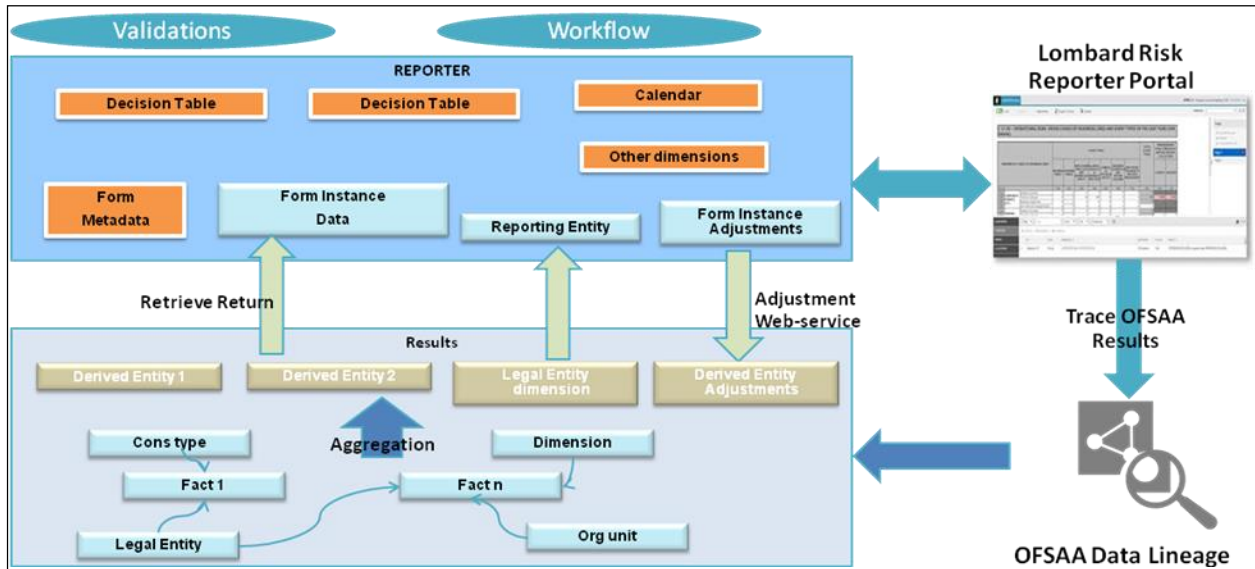 Validations
Workflow
REPORTER
Decision Table
Decision Table
Calendar
Other dimensions
Form
Metadata
Form Instance
Data
Reporting Entity
Form Instance
Adjustments
Lombard Risk
Reporter Portal
Retrieve Return
Adjustment
Web-service
Trace OFSAA
Results
Results
Derived Entity 1
Derived Entity 2
Legal Entity
dimension
Derived Entity
Adjustments
Cons type
Aggregation
Dimension
Fact 1
Fact n
Legal Entity
Org unit
OFSAA Data Lineage